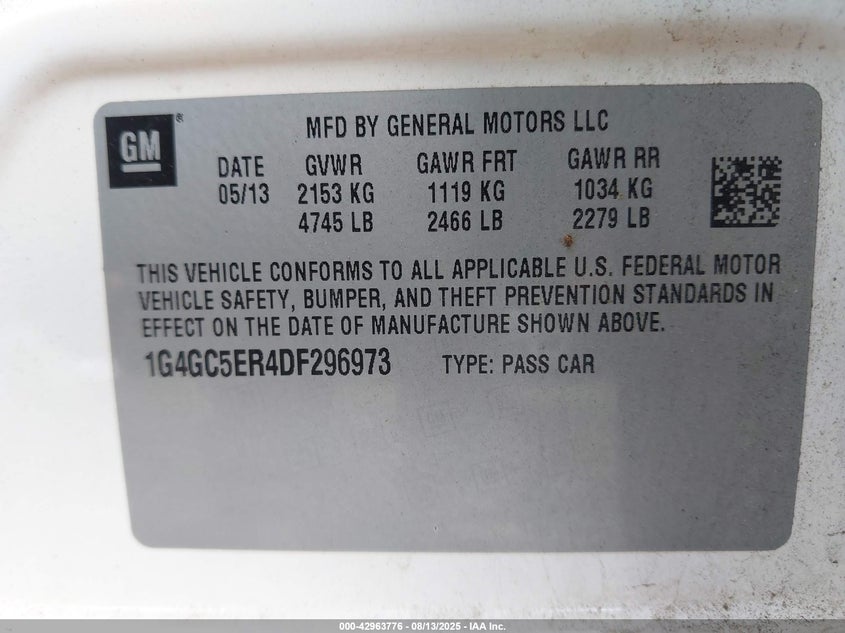 GM ®
MFD BY GENERAL MOTORS LLC
DATE GVWR GAWR FRT GAWR RR
05/13 2153 KG 1119 KG 1034 KG
4745 LB 2466 LB 2279 LB
THIS VEHICLE CONFORMS TO ALL APPLICABLE U.S. FEDERAL MOTOR
VEHICLE SAFETY, BUMPER, AND THEFT PREVENTION STANDARDS IN
EFFECT ON THE DATE OF MANUFACTURE SHOWN ABOVE.
1G4GC5ER4DF296973 TYPE: PASS CAR
000-42963776 - 08/13/2025 - IAA Inc.